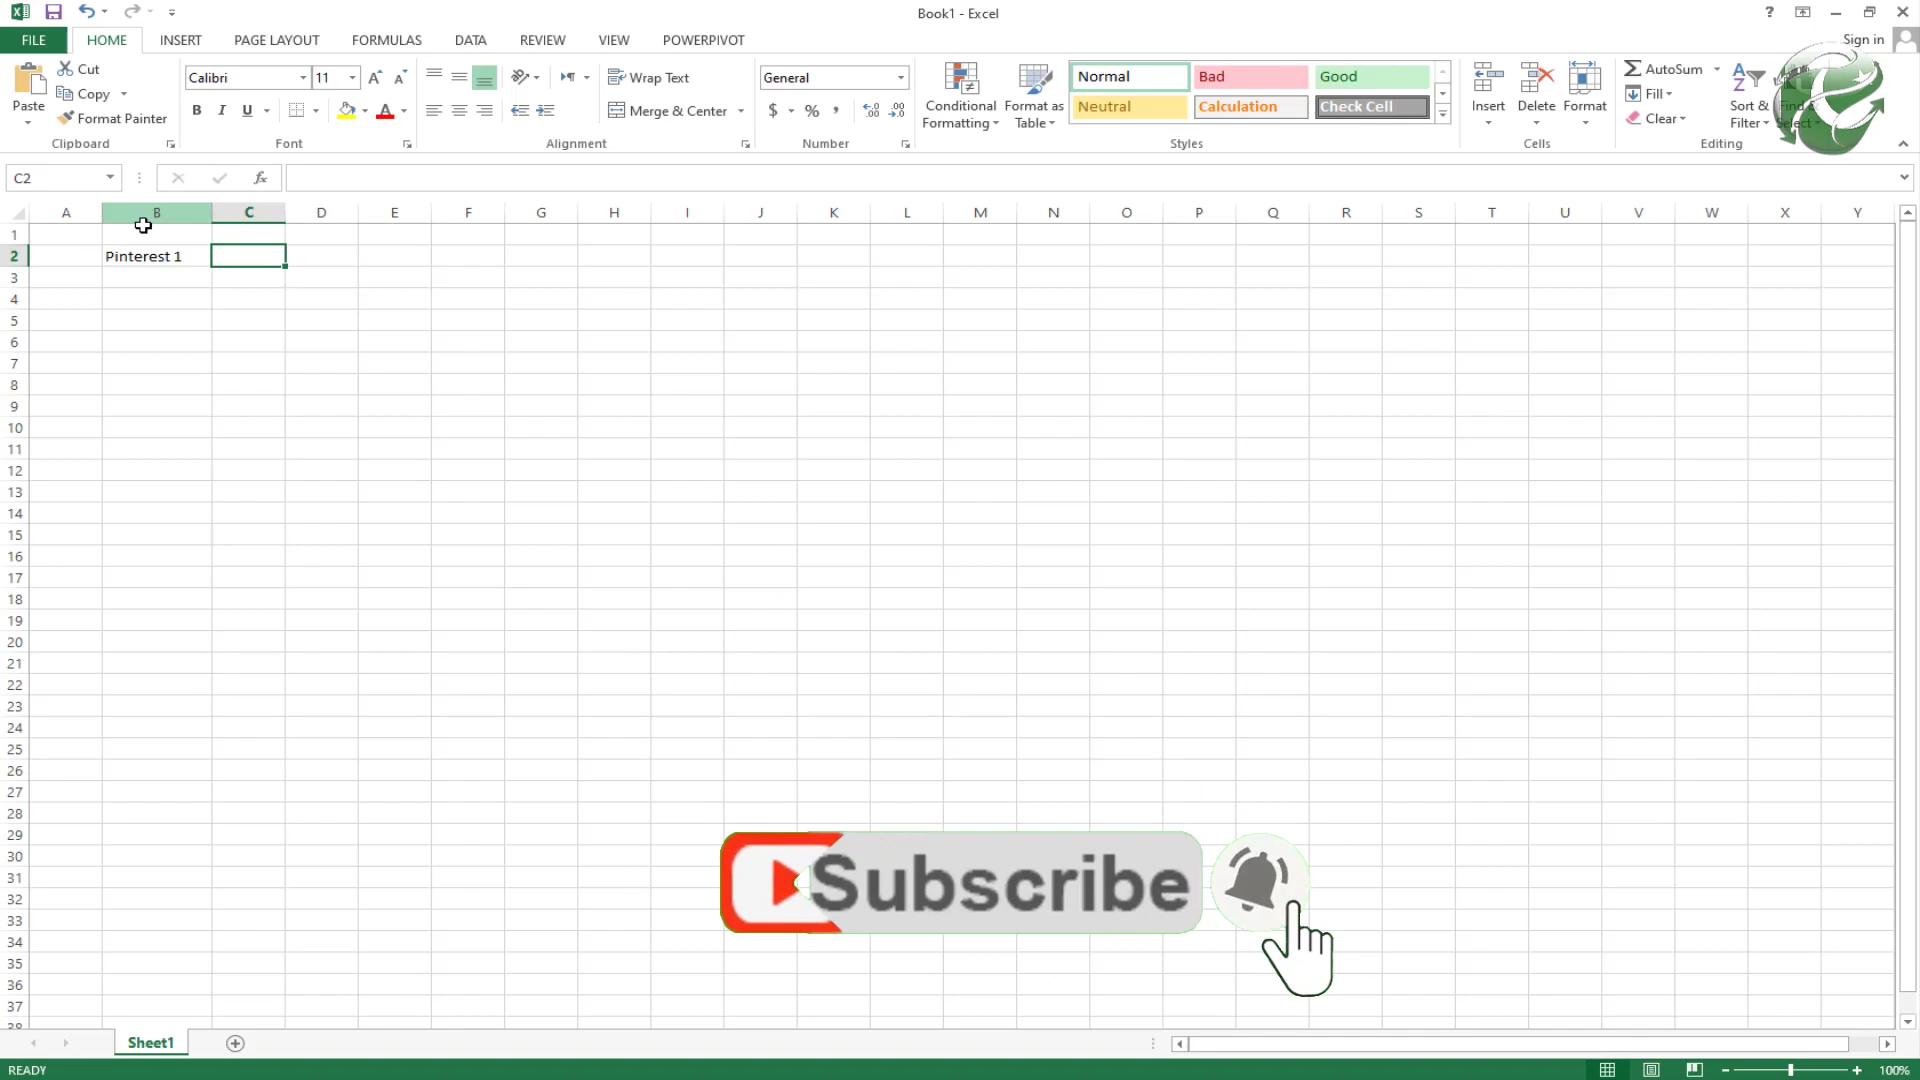 Book1 - Excel
?
FILE HOME INSERT PAGE LAYOUT FORMULAS DATA REVIEW VIEW POWERPIVOT Sign in
Paste
Cut
Copy
Format Painter
Clipboard
Calibri 11
B I U A
Font
Wrap Text
Merge & Center
Alignment
General
$ % ,
Number
Conditional Formatting
Format as Table
Normal Bad Good
Neutral Calculation Check Cell
Styles
Insert Delete Format
Cells
AutoSum
Fill
Clear
Sort & Filter
Find & Select
Editing
C2 fx
A B C D E F G H I J K L M N O P Q R S T U V W X Y
1
2 Pinterest 1
3
4
5
6
7
8
9
10
11
12
13
14
15
16
17
18
19
20
21
22
23
24
25
26
27
28
29
30
31
32
33
34
35
36
37
38
Subscribe
Sheet1
READY 100%